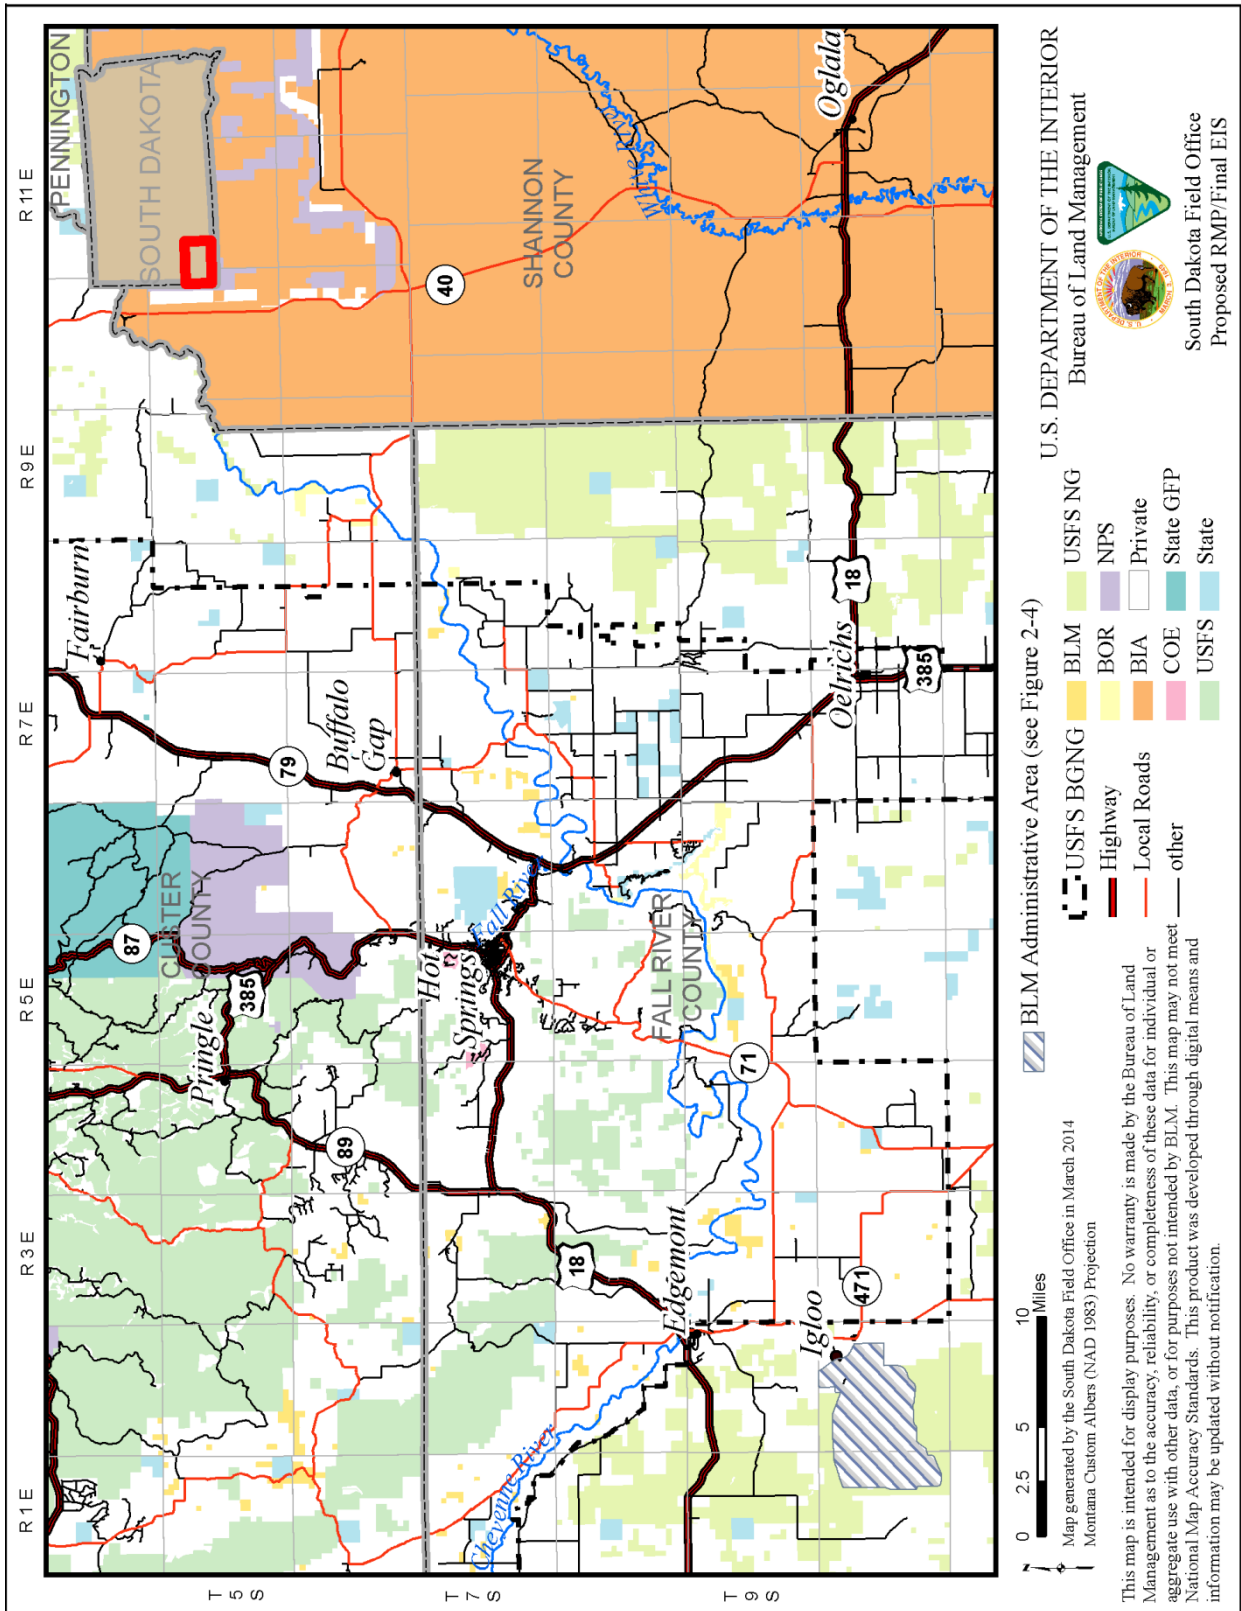 R1E
R3E
R5E
R7E
R9E
R11E
T
5
S
T
7
S
T
9
S
PENNINGTON
SOUTH DAKOTA
Fairburn
87
CUSTER
COUNTY
79
Pringle
385
89
Buffalo
Gap
40
SHANNON
COUNTY
White River
Hot
Springs
Fall River
Cheyenne River
18
FALL RIVER
COUNTY
Edgemont
71
Igloo
471
Oelrichs
18
385
Oglala
N
0 2.5 5 10
Miles
Map generated by the South Dakota Field Office in March 2014
Montana Custom Albers (NAD 1983) Projection
This map is intended for display purposes. No warranty is made by the Bureau of Land
Management as to the accuracy, reliability, or completeness of these data for individual or
aggregate use with other data, or for purposes not intended by BLM. This map may not meet
National Map Accuracy Standards. This product was developed through digital means and
information may be updated without notification.
BLM Administrative Area (see Figure 2-4)
USFS BGNG
Highway
Local Roads
other
BLM
BOR
BIA
COE
USFS
USFS NG
NPS
Private
State GFP
State
U.S. DEPARTMENT OF THE INTERIOR
Bureau of Land Management
South Dakota Field Office
Proposed RMP/Final EIS